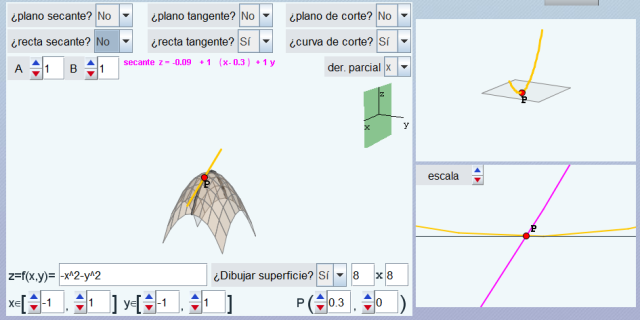 ¿plano secante? No ¿plano tangente? No ¿plano de corte? No
¿recta secante? No ¿recta tangente? Sí ¿curva de corte? Sí
A 1 B 1 secante z = -0.09 + 1 (x- 0.3 ) + 1 y der. parcial x
z
x y
P
P
escala
P
z=f(x,y)= -x^2-y^2 ¿Dibujar superficie? Sí 8 x 8
x∈[ -1 , 1 ] y∈[ -1 , 1 ] P ( 0.3 , 0 )